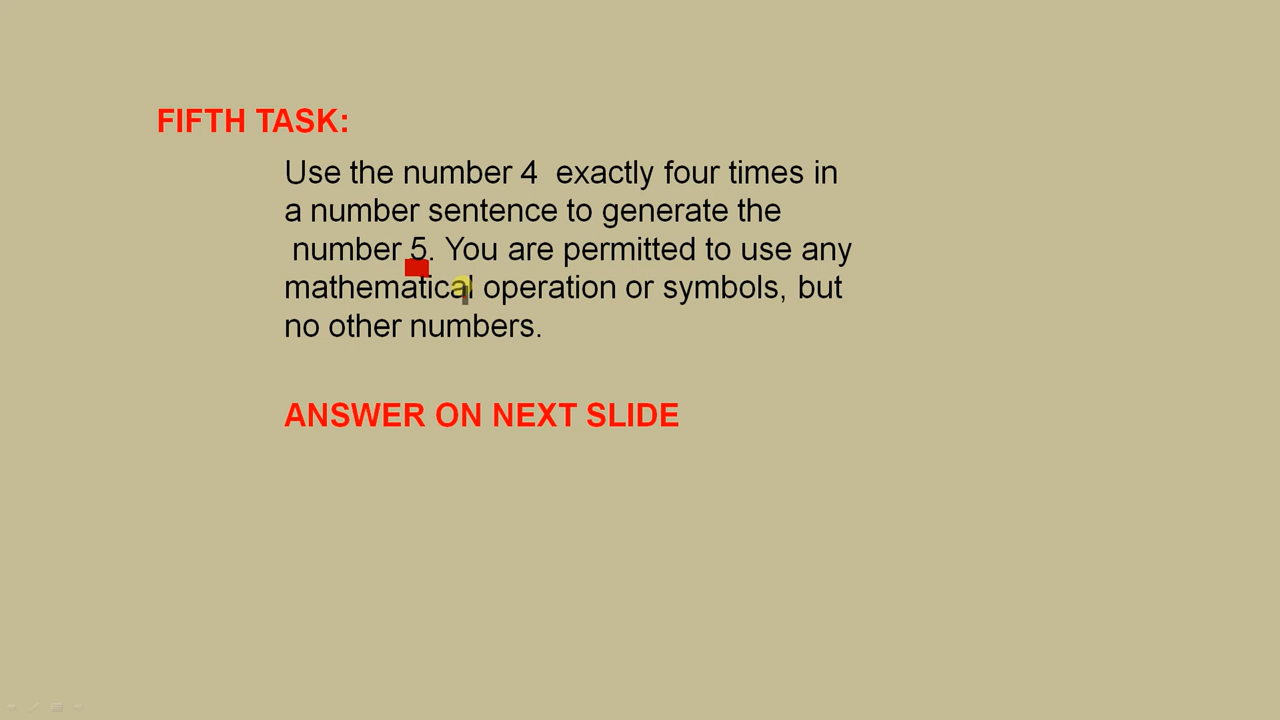 FIFTH TASK:
Use the number 4 exactly four times in
a number sentence to generate the
number 5. You are permitted to use any
mathematical operation or symbols, but
no other numbers.
ANSWER ON NEXT SLIDE